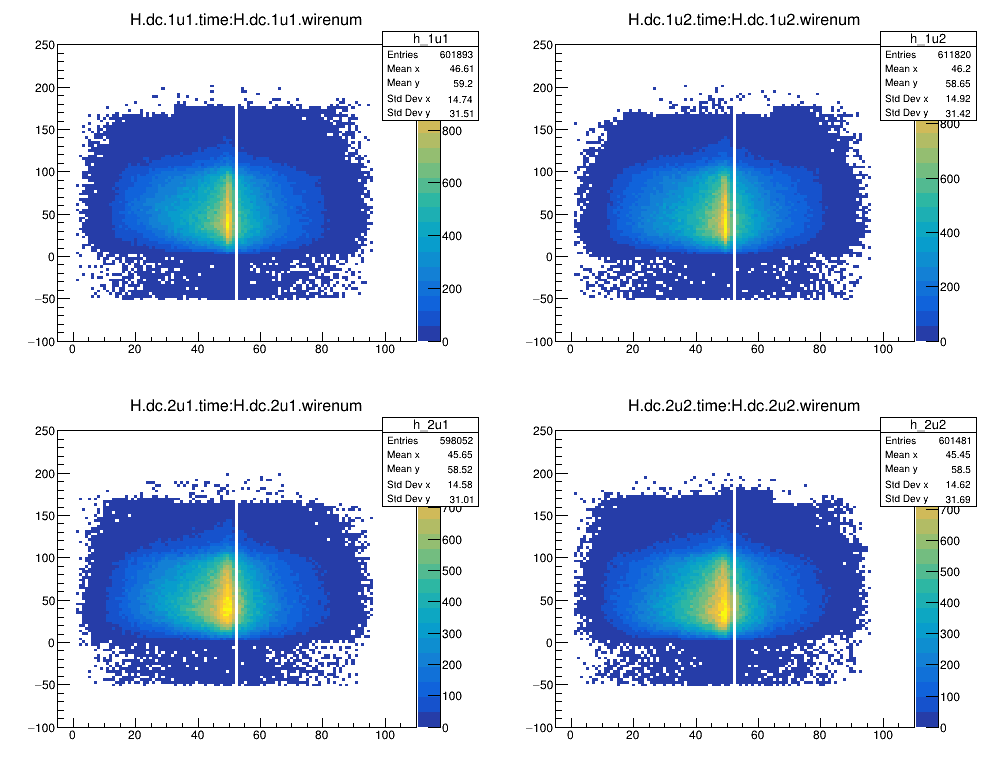 H.dc.1u1.time:H.dc.1u1.wirenum
h_1u1
Entries 601893
Mean x 46.61
Mean y 59.2
Std Dev x 14.74
Std Dev y 31.51
250
200
150
100
50
0
−50
−100
0 20 40 60 80 100
800
600
400
200
0
H.dc.1u2.time:H.dc.1u2.wirenum
h_1u2
Entries 611820
Mean x 46.2
Mean y 58.65
Std Dev x 14.92
Std Dev y 31.42
250
200
150
100
50
0
−50
−100
0 20 40 60 80 100
800
600
400
200
0
H.dc.2u1.time:H.dc.2u1.wirenum
h_2u1
Entries 598052
Mean x 45.65
Mean y 58.52
Std Dev x 14.58
Std Dev y 31.01
250
200
150
100
50
0
−50
−100
0 20 40 60 80 100
700
600
500
400
300
200
100
0
H.dc.2u2.time:H.dc.2u2.wirenum
h_2u2
Entries 601481
Mean x 45.45
Mean y 58.5
Std Dev x 14.62
Std Dev y 31.69
250
200
150
100
50
0
−50
−100
0 20 40 60 80 100
700
600
500
400
300
200
100
0